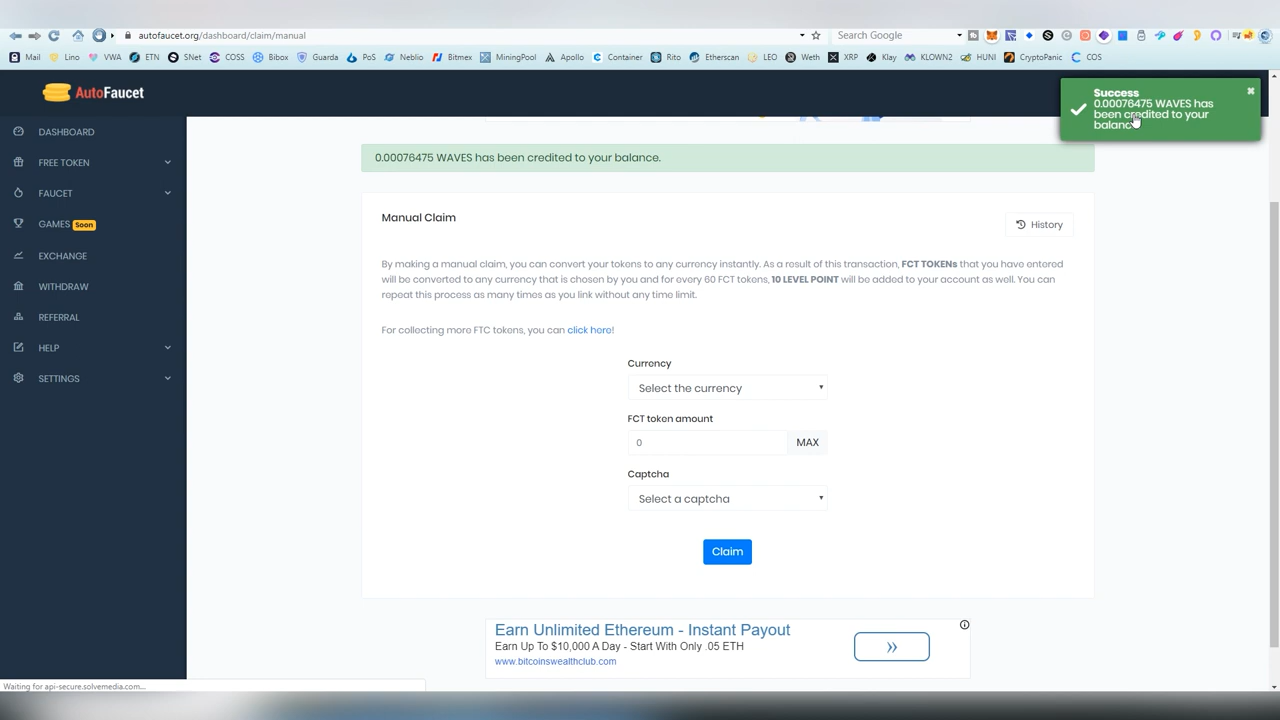 autofaucet.org/dashboard/claim/manual
Search Google
Mail Lino VWA ETN SNet COSS Bibox Guarda PoS Neblio Bitmex MiningPool Apollo Container Rito Etherscan LEO Weth XRP Klay KLOWN2 HUNI CryptoPanic COS
AutoFaucet
Success
0.00076475 WAVES has
been credited to your
balance.
DASHBOARD
FREE TOKEN
FAUCET
GAMES Soon
EXCHANGE
WITHDRAW
REFERRAL
HELP
SETTINGS
0.00076475 WAVES has been credited to your balance.
Manual Claim
History
By making a manual claim, you can convert your tokens to any currency instantly. As a result of this transaction, FCT TOKENs that you have entered
will be converted to any currency that is chosen by you and for every 60 FCT tokens, 10 LEVEL POINT will be added to your account as well. You can
repeat this process as many times as you link without any time limit.
For collecting more FTC tokens, you can click here!
Currency
Select the currency
FCT token amount
0 MAX
Captcha
Select a captcha
Claim
Earn Unlimited Ethereum - Instant Payout
Earn Up To $10,000 A Day - Start With Only .05 ETH
www.bitcoinswealthclub.com
Waiting for api-secure.solvemedia.com...